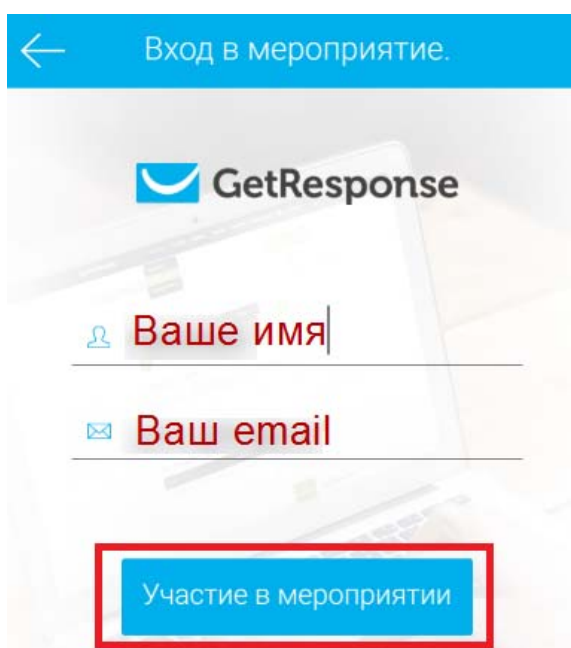 Вход в мероприятие.
GetResponse
Ваше имя
Ваш email
Участие в мероприятии